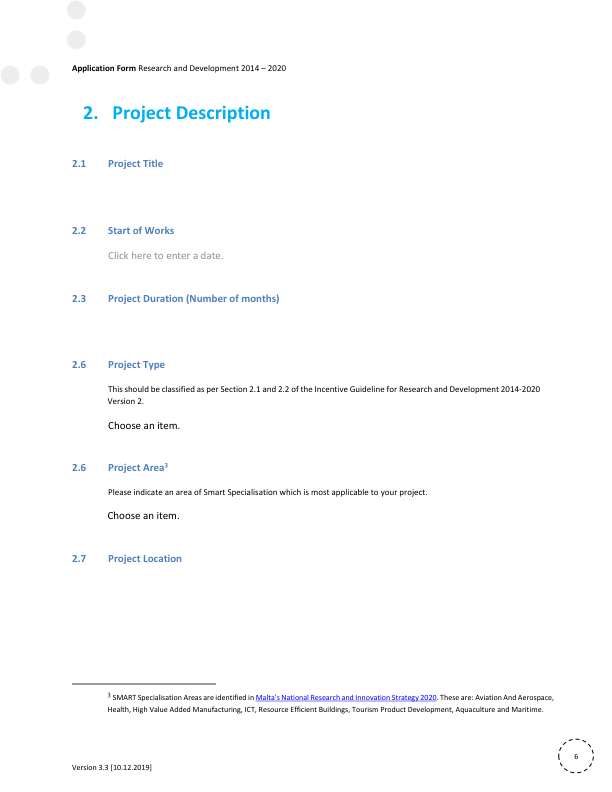 Application Form Research and Development 2014 – 2020
2. Project Description
2.1 Project Title
2.2 Start of Works
Click here to enter a date.
2.3 Project Duration (Number of months)
2.6 Project Type
This should be classified as per Section 2.1 and 2.2 of the Incentive Guideline for Research and Development 2014-2020
Version 2.
Choose an item.
2.6 Project Area3
Please indicate an area of Smart Specialisation which is most applicable to your project.
Choose an item.
2.7 Project Location
3 SMART Specialisation Areas are identified in Malta's National Research and Innovation Strategy 2020. These are: Aviation And Aerospace,
Health, High Value Added Manufacturing, ICT, Resource Efficient Buildings, Tourism Product Development, Aquaculture and Maritime.
6
Version 3.3 [10.12.2019]